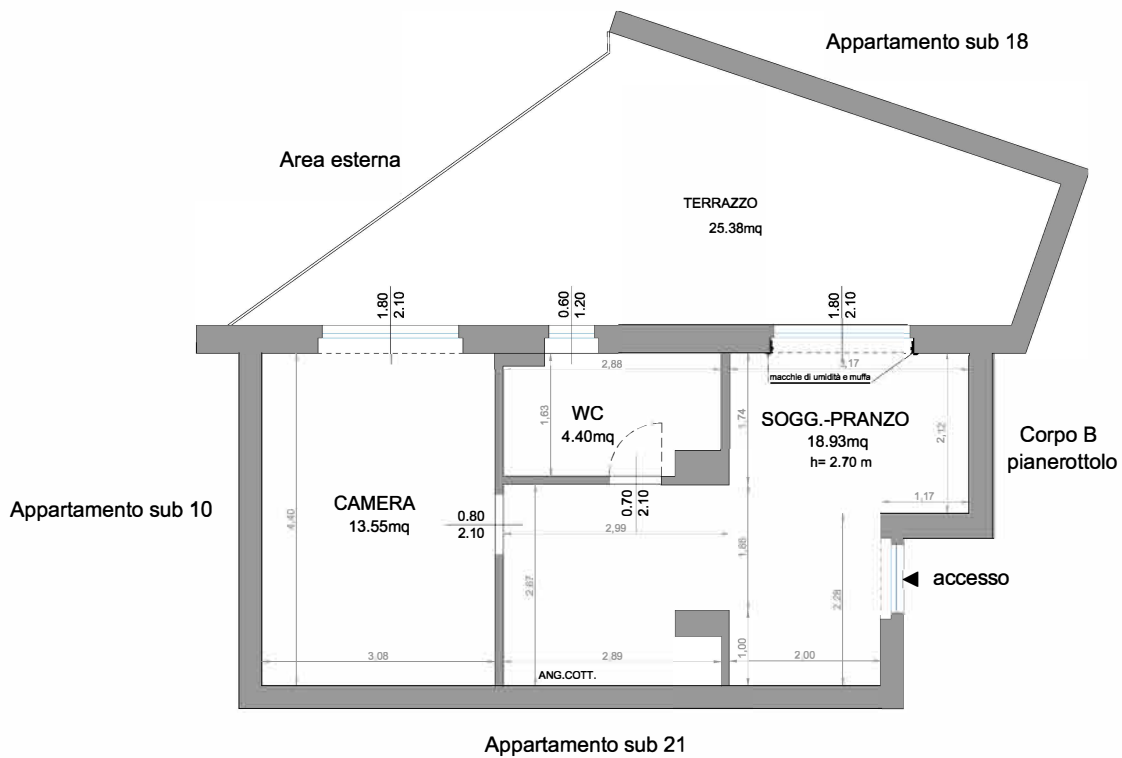 Appartamento sub 18
Area esterna
TERRAZZO
25.38mq
1.80
2.10
0.60
1.20
1.80
2.10
2,88
3,17
macchie di umidità e muffa
1,63
WC
4.40mq
1,74
SOGG.-PRANZO
18.93mq
h= 2.70 m
2,12
Corpo B
pianerottolo
1,17
Appartamento sub 10
4,40
CAMERA
13.55mq
0.80
2.10
0.70
2.10
2,99
2,67
2,28
accesso
3,08
2,89
1,00
2,00
ANG.COTT.
Appartamento sub 21